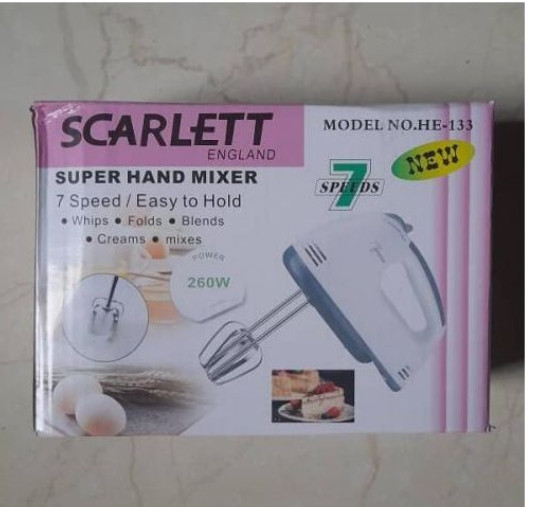 SCARLETT
ENGLAND
MODEL NO.HE-133
NEW
SUPER HAND MIXER
7 Speed / Easy to Hold
• Whips • Folds • Blends
• Creams • mixes
7
SPEEDS
POWER
260W